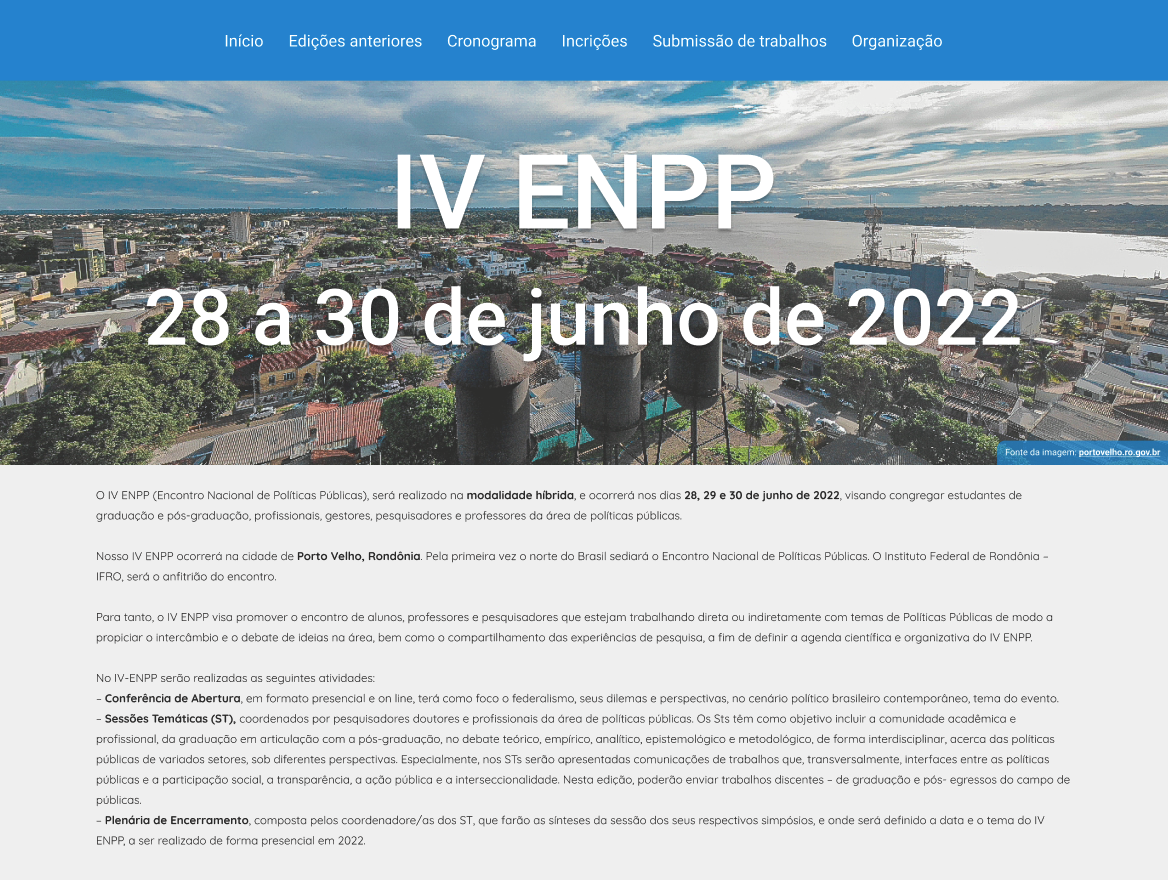 Início Edições anteriores Cronograma Incrições Submissão de trabalhos Organização
IV ENPP
28 a 30 de junho de 2022
Fonte da imagem: portovelho.ro.gov.br
O IV ENPP (Encontro Nacional de Políticas Públicas), será realizado na modalidade híbrida, e ocorrerá nos dias 28, 29 e 30 de junho de 2022, visando congregar estudantes de
graduação e pós-graduação, profissionais, gestores, pesquisadores e professores da área de políticas públicas.
Nosso IV ENPP ocorrerá na cidade de Porto Velho, Rondônia. Pela primeira vez o norte do Brasil sediará o Encontro Nacional de Políticas Públicas. O Instituto Federal de Rondônia –
IFRO, será o anfitrião do encontro.
Para tanto, o IV ENPP visa promover o encontro de alunos, professores e pesquisadores que estejam trabalhando direta ou indiretamente com temas de Políticas Públicas de modo a
propiciar o intercâmbio e o debate de ideias na área, bem como o compartilhamento das experiências de pesquisa, a fim de definir a agenda científica e organizativa do IV ENPP.
No IV-ENPP serão realizadas as seguintes atividades:
– Conferência de Abertura, em formato presencial e on line, terá como foco o federalismo, seus dilemas e perspectivas, no cenário político brasileiro contemporâneo, tema do evento.
– Sessões Temáticas (ST), coordenados por pesquisadores doutores e profissionais da área de políticas públicas. Os Sts têm como objetivo incluir a comunidade acadêmica e
profissional, da graduação em articulação com a pós-graduação, no debate teórico, empírico, analítico, epistemológico e metodológico, de forma interdisciplinar, acerca das políticas
públicas de variados setores, sob diferentes perspectivas. Especialmente, nos STs serão apresentadas comunicações de trabalhos que, transversalmente, interfaces entre as políticas
públicas e a participação social, a transparência, a ação pública e a interseccionalidade. Nesta edição, poderão enviar trabalhos discentes – de graduação e pós- egressos do campo de
públicas.
– Plenária de Encerramento, composta pelos coordenadore/as dos ST, que farão as sínteses da sessão dos seus respectivos simpósios, e onde será definido a data e o tema do IV
ENPP, a ser realizado de forma presencial em 2022.